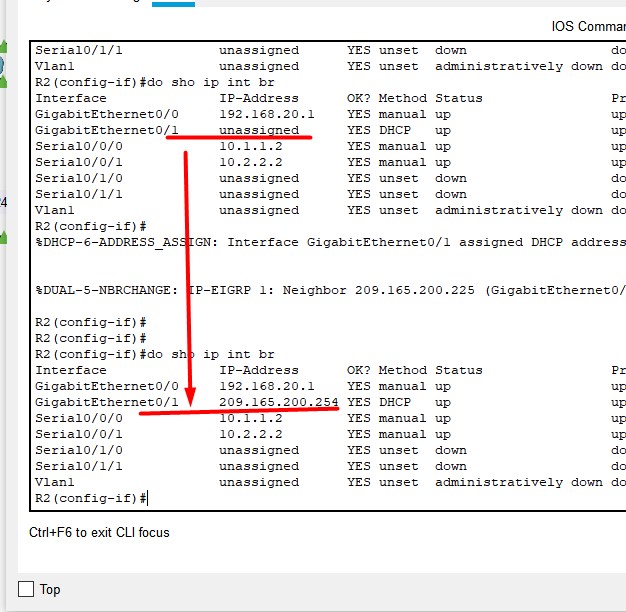 IOS Comman
Serial0/1/1 unassigned YES unset down do
Vlan1 unassigned YES unset administratively down do
R2(config-if)#do sho ip int br
Interface IP-Address OK? Method Status Pr
GigabitEthernet0/0 192.168.20.1 YES manual up up
GigabitEthernet0/1 unassigned YES DHCP up up
Serial0/0/0 10.1.1.2 YES manual up up
Serial0/0/1 10.2.2.2 YES manual up up
Serial0/1/0 unassigned YES unset down do
Serial0/1/1 unassigned YES unset down do
Vlan1 unassigned YES unset administratively down do
R2(config-if)#
%DHCP-6-ADDRESS_ASSIGN: Interface GigabitEthernet0/1 assigned DHCP address
%DUAL-5-NBRCHANGE: IP-EIGRP 1: Neighbor 209.165.200.225 (GigabitEthernet0/
R2(config-if)#
R2(config-if)#
R2(config-if)#do sho ip int br
Interface IP-Address OK? Method Status Pr
GigabitEthernet0/0 192.168.20.1 YES manual up up
GigabitEthernet0/1 209.165.200.254 YES DHCP up up
Serial0/0/0 10.1.1.2 YES manual up up
Serial0/0/1 10.2.2.2 YES manual up up
Serial0/1/0 unassigned YES unset down do
Serial0/1/1 unassigned YES unset down do
Vlan1 unassigned YES unset administratively down do
R2(config-if)#
Ctrl+F6 to exit CLI focus
Top